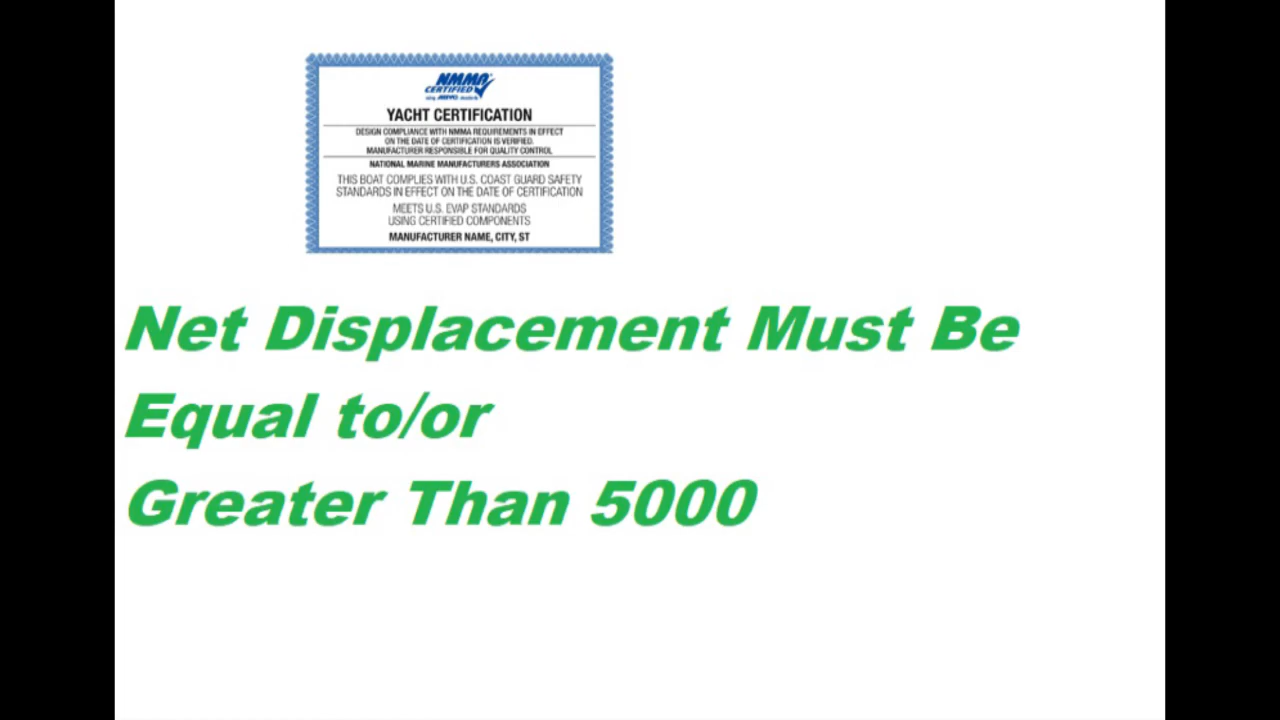 NMMA
CERTIFIED
using ABYC standards
YACHT CERTIFICATION
DESIGN COMPLIANCE WITH NMMA REQUIREMENTS IN EFFECT
ON THE DATE OF CERTIFICATION IS VERIFIED.
MANUFACTURER RESPONSIBLE FOR QUALITY CONTROL
NATIONAL MARINE MANUFACTURERS ASSOCIATION
THIS BOAT COMPLIES WITH U.S. COAST GUARD SAFETY
STANDARDS IN EFFECT ON THE DATE OF CERTIFICATION
MEETS U.S. EVAP STANDARDS
USING CERTIFIED COMPONENTS
MANUFACTURER NAME, CITY, ST
Net Displacement Must Be
Equal to/or
Greater Than 5000